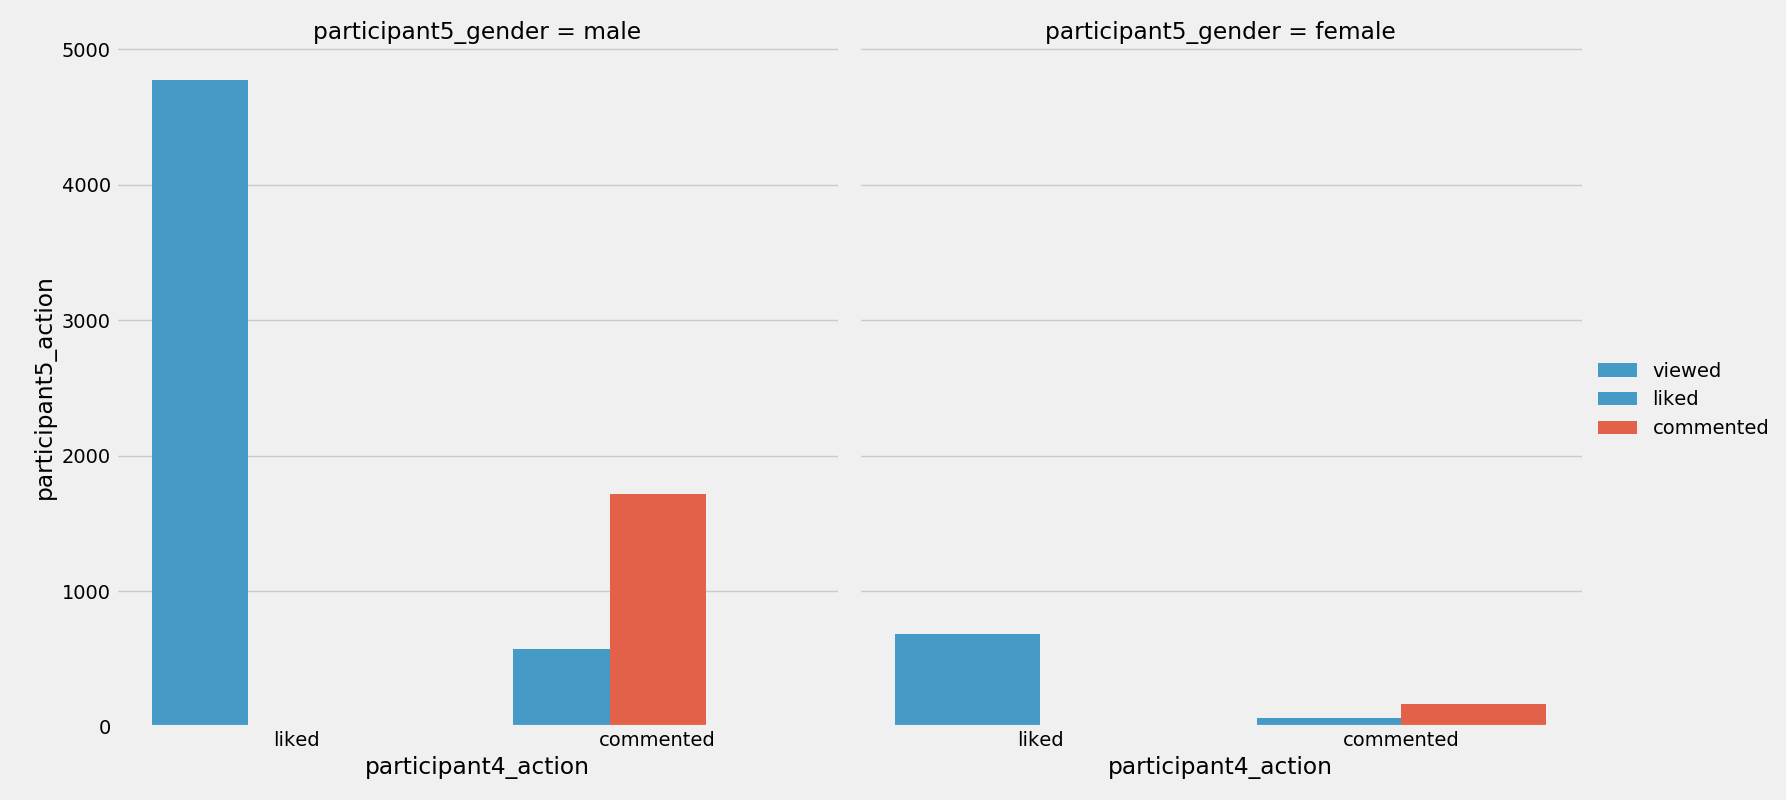 participant5_gender = male
participant5_gender = female
5000
4000
3000
2000
1000
0
participant5_action
liked
commented
liked
commented
participant4_action
participant4_action
viewed
liked
commented